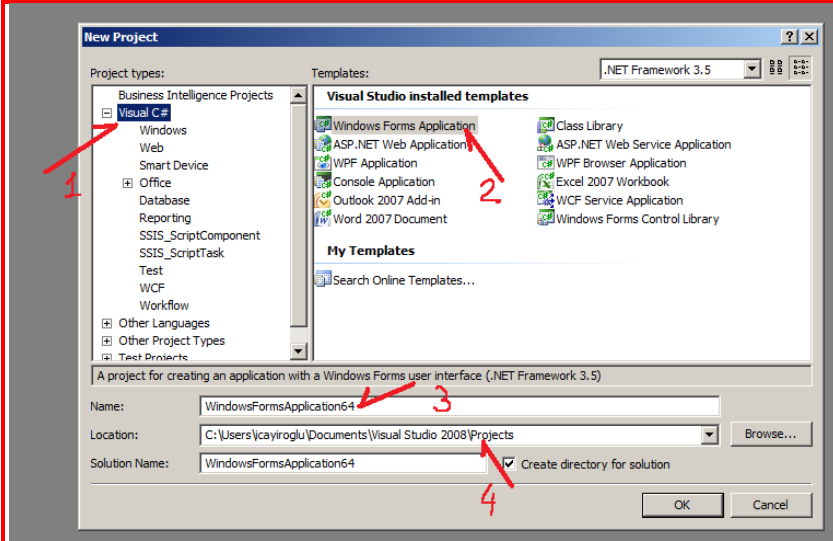 New Project
Project types:
Templates:
.NET Framework 3.5
Business Intelligence Projects
Visual C#
Windows
Web
Smart Device
Office
Database
Reporting
SSIS_ScriptComponent
SSIS_ScriptTask
Test
WCF
Workflow
Other Languages
Other Project Types
Test Projects
1
Visual Studio installed templates
Windows Forms Application
Class Library
ASP.NET Web Application
ASP.NET Web Service Application
WPF Application
WPF Browser Application
Console Application
Excel 2007 Workbook
Outlook 2007 Add-in
WCF Service Application
Word 2007 Document
Windows Forms Control Library
2
My Templates
Search Online Templates...
A project for creating an application with a Windows Forms user interface (.NET Framework 3.5)
Name:
WindowsFormsApplication64
3
Location:
C:\Users\icayiroglu\Documents\Visual Studio 2008\Projects
Browse...
Solution Name:
WindowsFormsApplication64
Create directory for solution
4
OK
Cancel